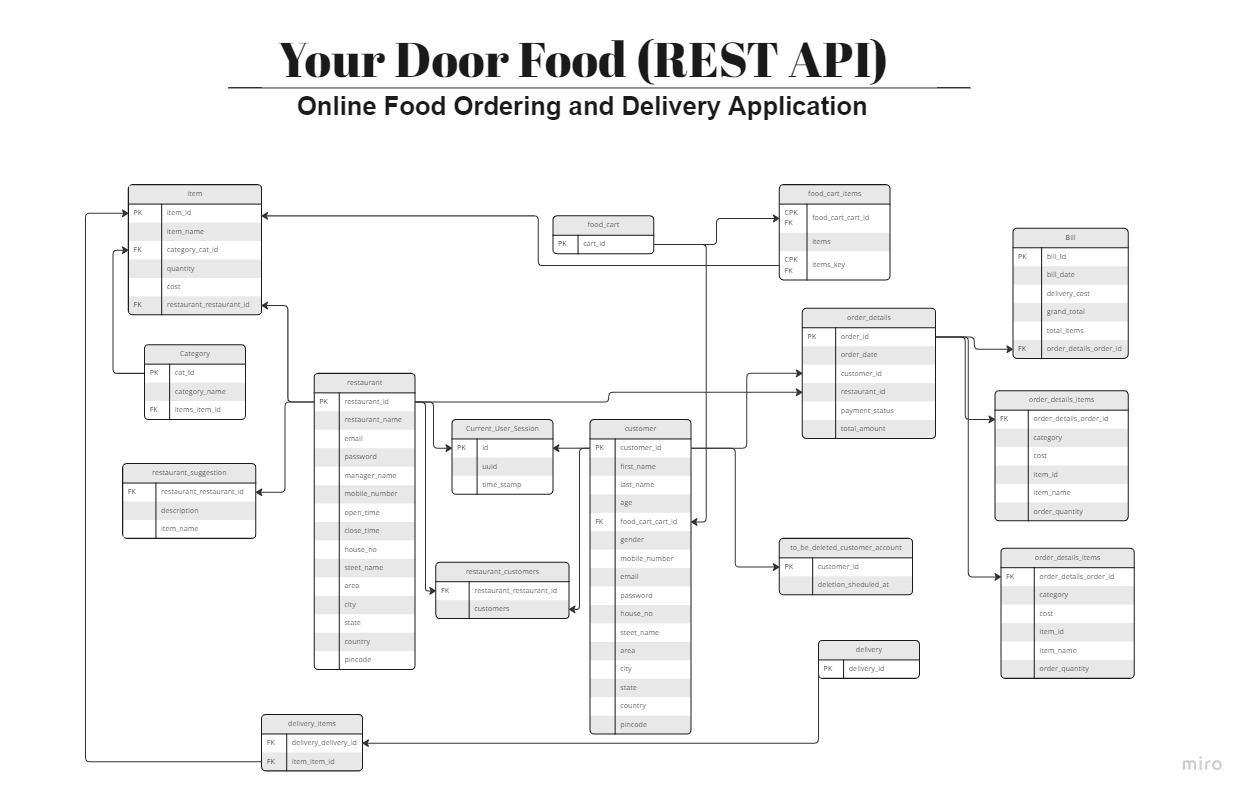 Your Door Food (REST API)
Online Food Ordering and Delivery Application
item
PK item_id
item_name
FK category_cat_id
quantity
cost
FK restaurant_restaurant_id
Category
PK cat_Id
category_name
FK items_item_id
restaurant_suggestion
FK restaurant_restaurant_id
description
item_name
restaurant
PK restaurant_id
restaurant_name
email
password
manager_name
mobile_number
open_time
close_time
house_no
steet_name
area
city
state
country
pincode
delivery_items
FK delivery_delivery_id
FK item_item_id
Current_User_Session
PK id
uuid
time_stamp
restaurant_customers
FK restaurant_restaurant_id
customers
food_cart
PK cart_id
customer
PK customer_id
first_name
last_name
age
FK food_cart_cart_id
gender
mobile_number
email
password
house_no
steet_name
area
city
state
country
pincode
food_cart_items
CPK
FK food_cart_cart_id
items
CPK
FK items_key
order_details
PK order_id
order_date
customer_id
restaurant_id
payment_status
total_amount
to_be_deleted_customer_account
PK customer_id
deletion_sheduled_at
delivery
PK delivery_id
Bill
PK bill_Id
bill_date
delivery_cost
grand_total
total_items
FK order_details_order_id
order_details_items
FK order_details_order_id
category
cost
item_id
item_name
order_quantity
order_details_items
FK order_details_order_id
category
cost
item_id
item_name
order_quantity
miro